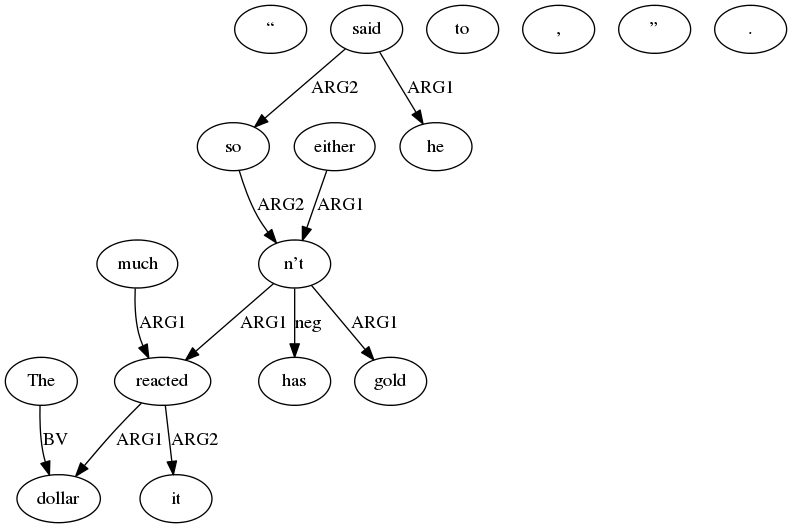 “ said to , ” .
ARG2 ARG1
so either he
ARG2 ARG1
much n’t
ARG1 ARG1 neg ARG1
The reacted has gold
BV ARG1 ARG2
dollar it